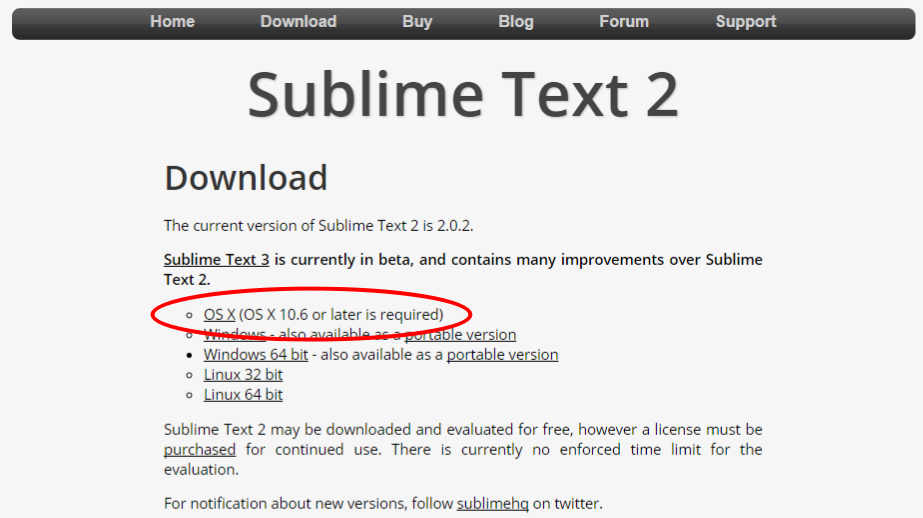 Home Download Buy Blog Forum Support
Sublime Text 2
Download
The current version of Sublime Text 2 is 2.0.2.
Sublime Text 3 is currently in beta, and contains many improvements over Sublime
Text 2.
OS X (OS X 10.6 or later is required)
Windows - also available as a portable version
Windows 64 bit - also available as a portable version
Linux 32 bit
Linux 64 bit
Sublime Text 2 may be downloaded and evaluated for free, however a license must be
purchased for continued use. There is currently no enforced time limit for the
evaluation.
For notification about new versions, follow sublimehq on twitter.